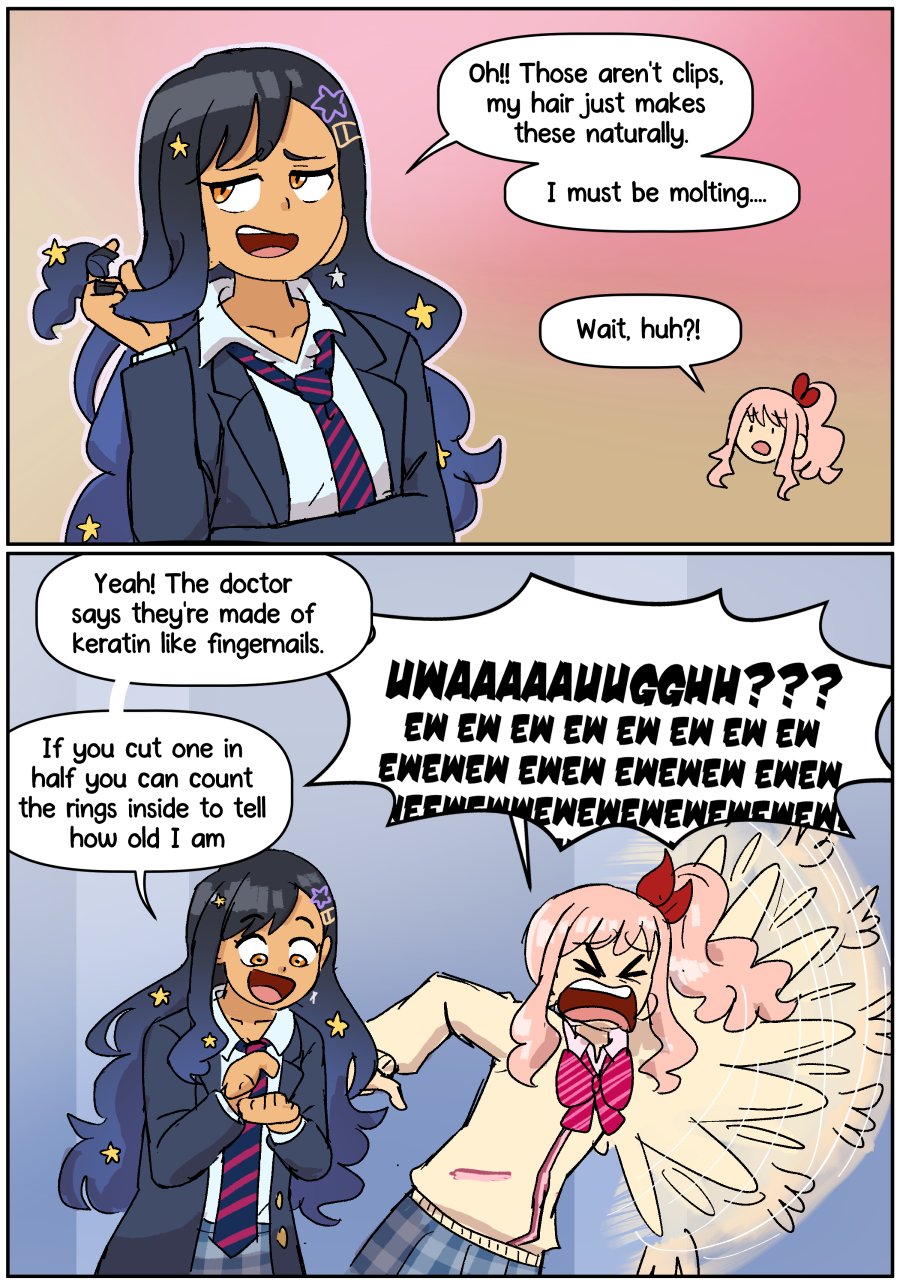 Oh!! Those aren't clips,
my hair just makes
these naturally.
I must be molting....
Wait, huh?!
Yeah! The doctor
says they're made of
keratin like fingernails.
If you cut one in
half you can count
the rings inside to tell
how old I am
UWAAAAAUUGGHH???
EW EW EW EW EW EW EW EW
EWEWEW EWEW EWEWEW EWEW